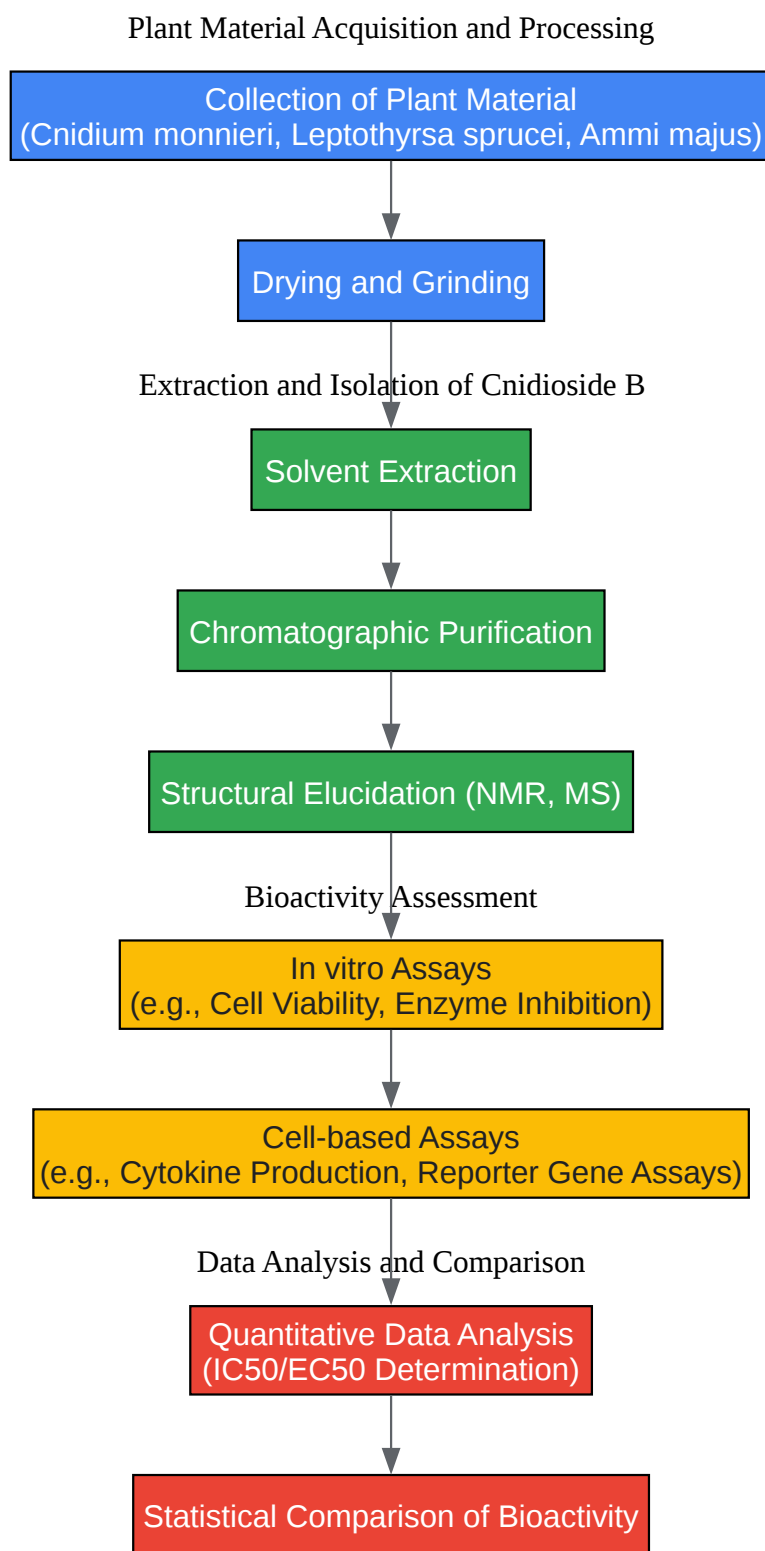 Plant Material Acquisition and Processing
Collection of Plant Material
(Cnidium monnieri, Leptothyrsa sprucei, Ammi majus)
Drying and Grinding
Extraction and Isolation of Cnidioside B
Solvent Extraction
Chromatographic Purification
Structural Elucidation (NMR, MS)
Bioactivity Assessment
In vitro Assays
(e.g., Cell Viability, Enzyme Inhibition)
Cell-based Assays
(e.g., Cytokine Production, Reporter Gene Assays)
Data Analysis and Comparison
Quantitative Data Analysis
(IC50/EC50 Determination)
Statistical Comparison of Bioactivity